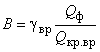 B = γвр Qф / Qкр.вр